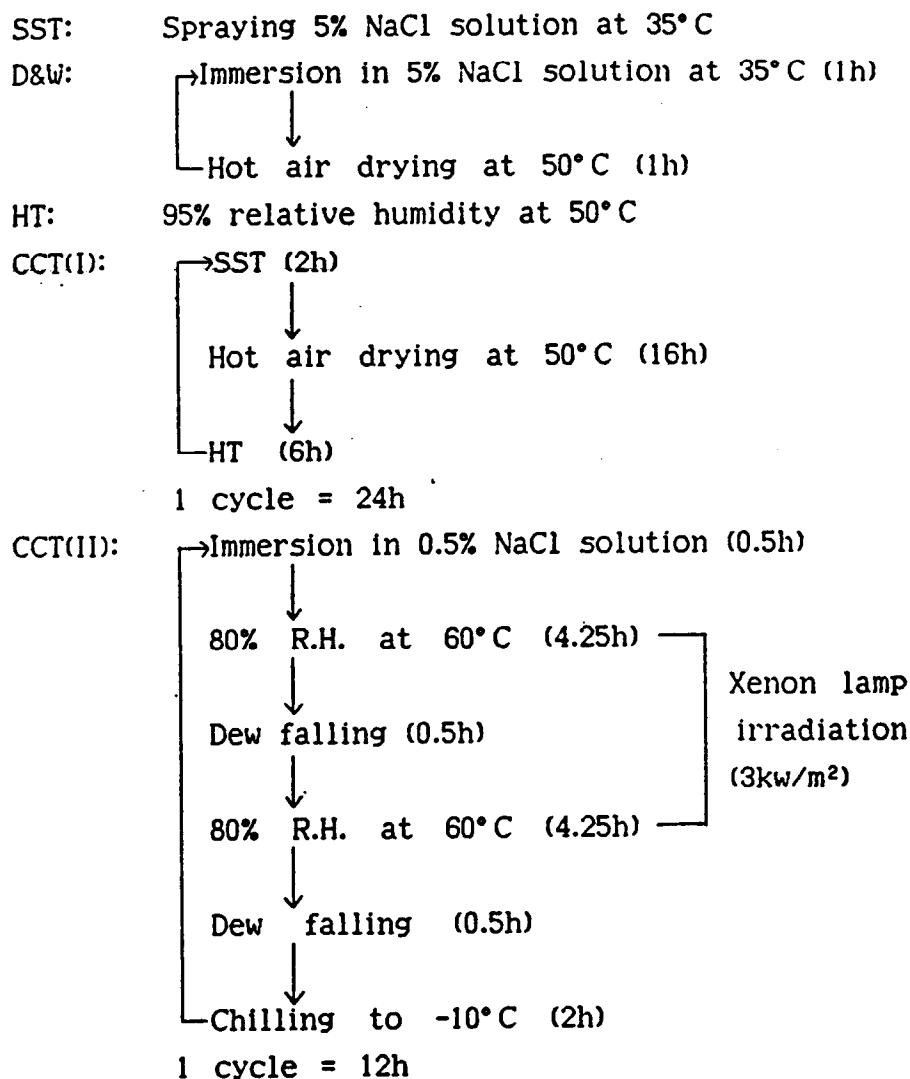 SST: Spraying 5% NaCl solution at 35°C
D&W: Immersion in 5% NaCl solution at 35°C (1h)
Hot air drying at 50°C (1h)
HT: 95% relative humidity at 50°C
CCT(I): SST (2h)
Hot air drying at 50°C (16h)
HT (6h)
1 cycle = 24h
CCT(II): Immersion in 0.5% NaCl solution (0.5h)
80% R.H. at 60°C (4.25h)
Xenon lamp
irradiation
(3kw/m²)
Dew falling (0.5h)
80% R.H. at 60°C (4.25h)
Dew falling (0.5h)
Chilling to -10°C (2h)
1 cycle = 12h